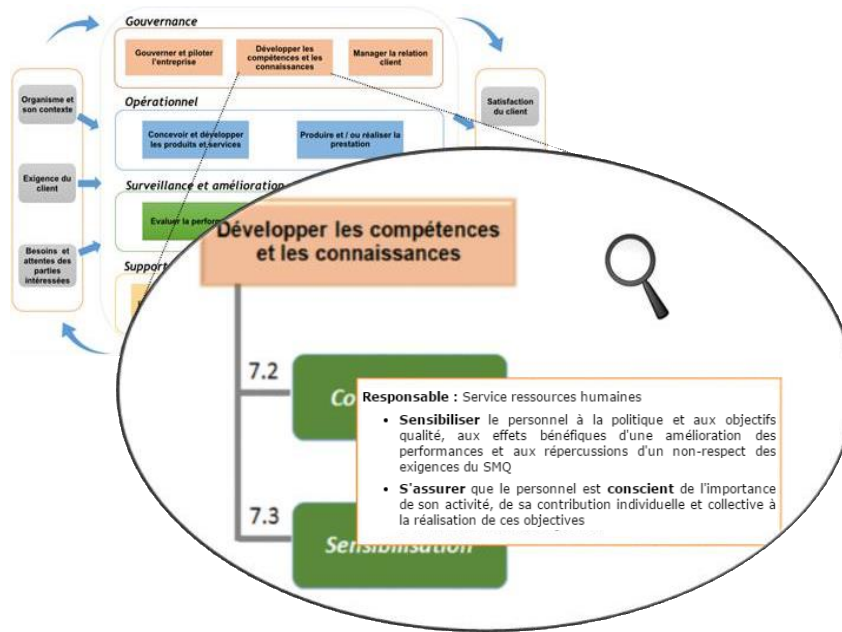 Gouvernance
Gouverner et piloter
l'entreprise
Développer les
compétences et les
connaissances
Manager la relation
client
Organisme et
son contexte
Exigence du
client
Besoins et
attentes des
parties
intéressées
Opérationnel
Concevoir et développer
les produits et services
Produire et / ou réaliser la
prestation
Satisfaction
du client
Surveillance et amélioration
Evaluer la perform
Support
Développer les compétences
et les connaissances
7.2
Co
Responsable : Service ressources humaines
• Sensibiliser le personnel à la politique et aux objectifs
qualité, aux effets bénéfiques d'une amélioration des
performances et aux répercussions d'un non-respect des
exigences du SMQ
• S'assurer que le personnel est conscient de l'importance
de son activité, de sa contribution individuelle et collective à
la réalisation de ces objectives
7.3
Sensibilisation